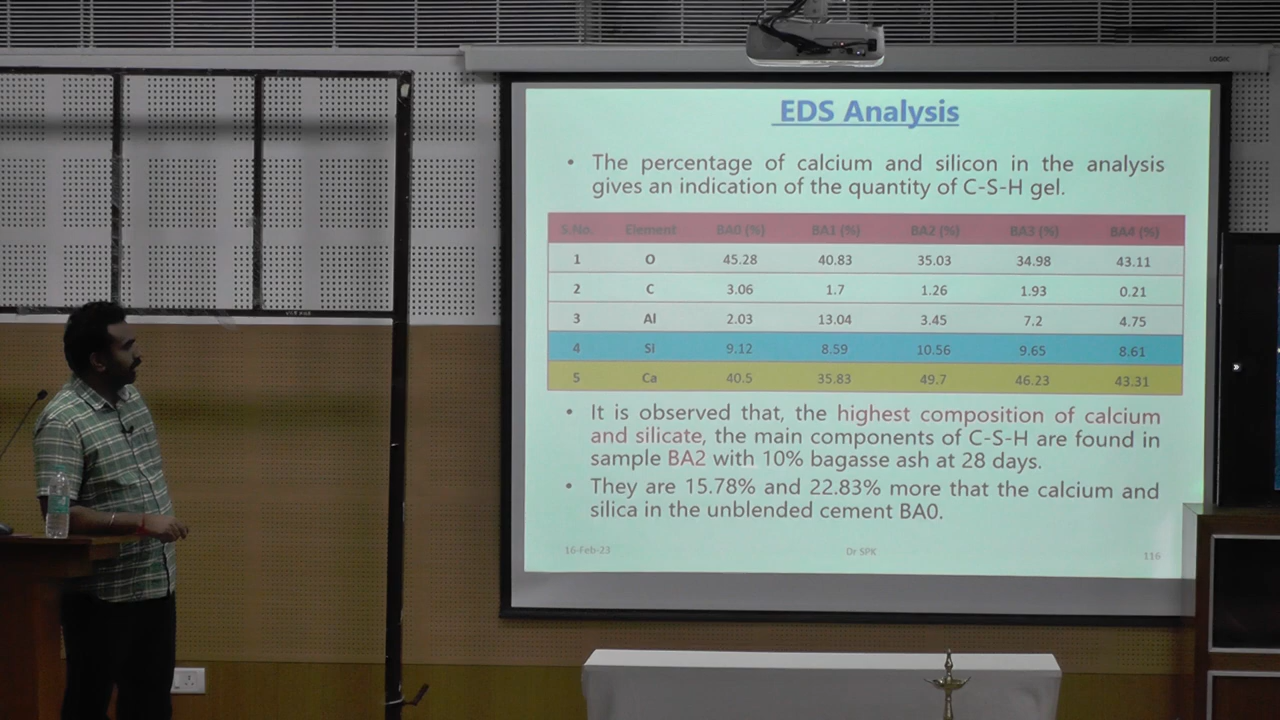 LOGIC
EDS Analysis
• The percentage of calcium and silicon in the analysis
gives an indication of the quantity of C-S-H gel.
S.No. Element BA0 (%) BA1 (%) BA2 (%) BA3 (%) BA4 (%)
1 O 45.28 40.83 35.03 34.98 43.11
2 C 3.06 1.7 1.26 1.93 0.21
3 Al 2.03 13.04 3.45 7.2 4.75
4 Si 9.12 8.59 10.56 9.65 8.61
5 Ca 40.5 35.83 49.7 46.23 43.31
• It is observed that, the highest composition of calcium
and silicate, the main components of C-S-H are found in
sample BA2 with 10% bagasse ash at 28 days.
• They are 15.78% and 22.83% more that the calcium and
silica in the unblended cement BA0.
16-Feb-23 Dr SPK 116